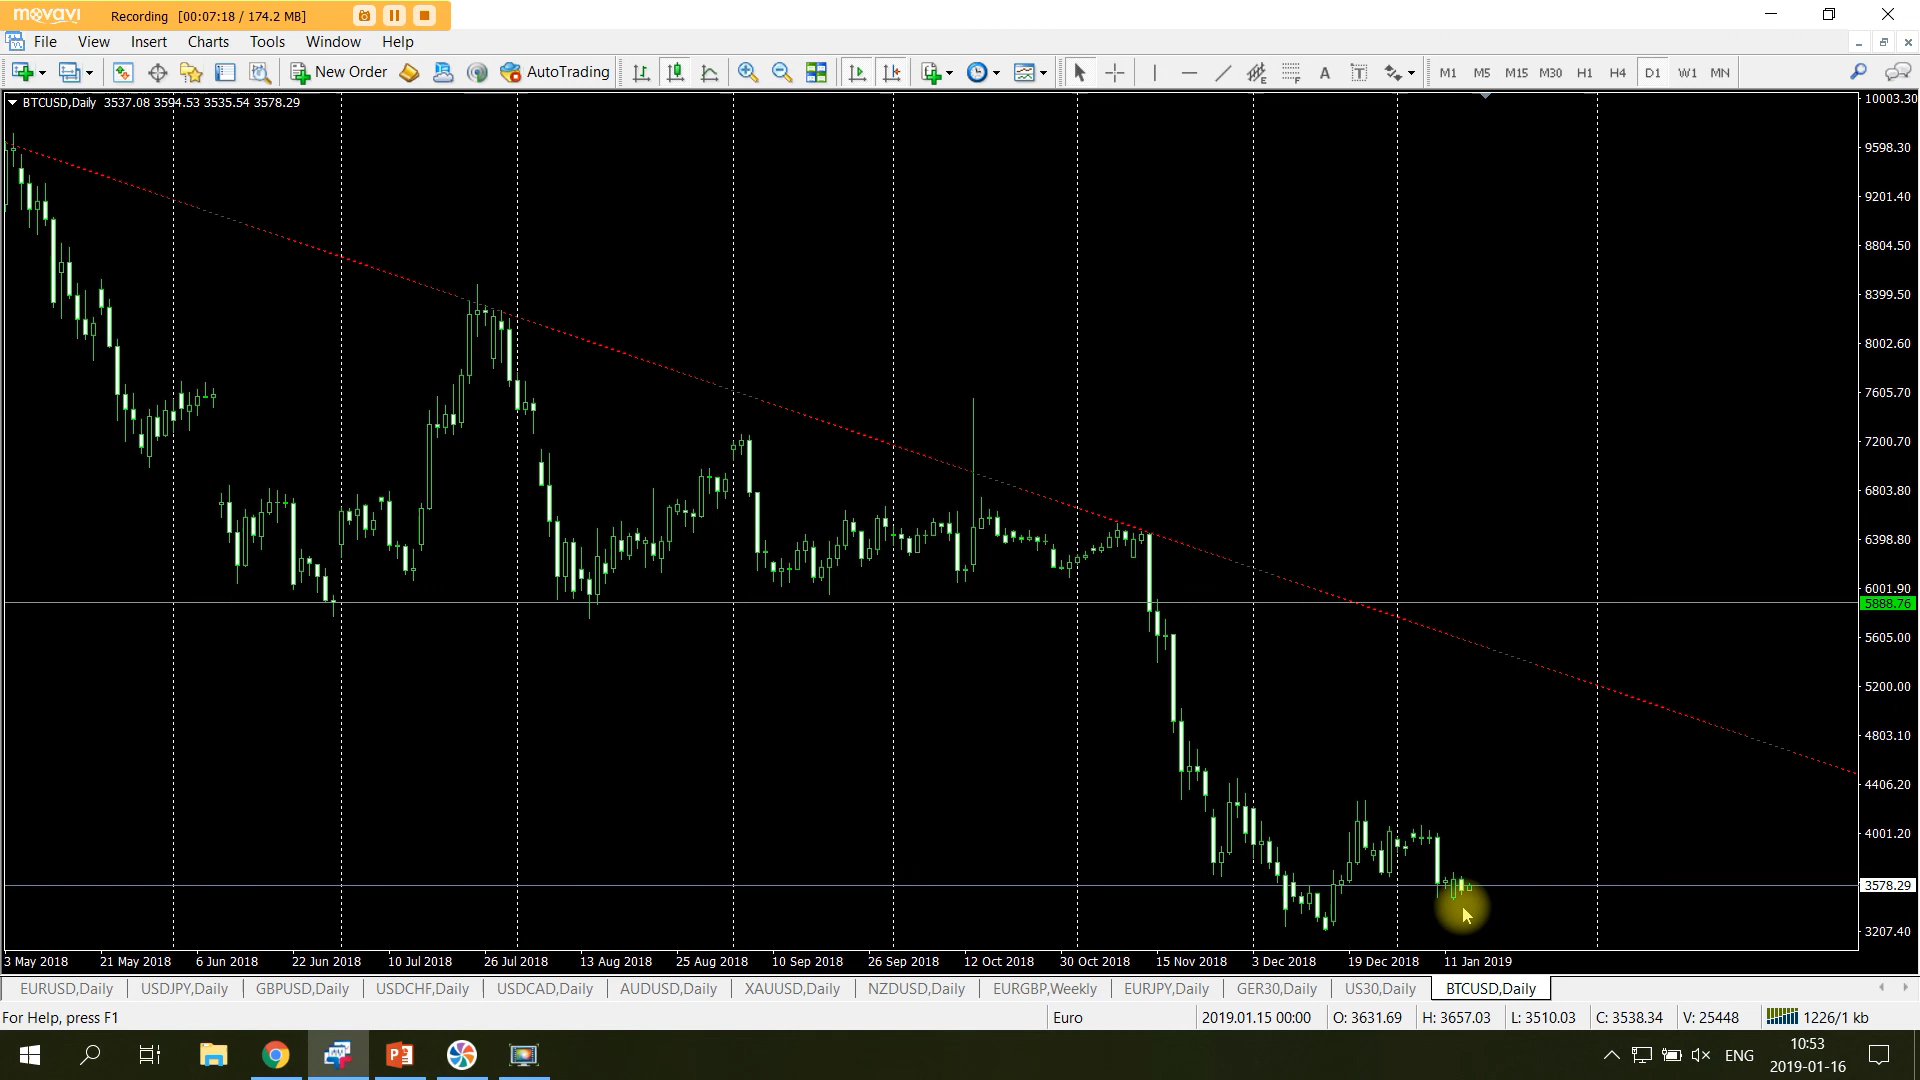 movavi Recording [00:07:18 / 174.2 MB]
File View Insert Charts Tools Window Help
New Order AutoTrading A T M1 M5 M15 M30 H1 H4 D1 W1 MN
BTCUSD,Daily 3537.08 3594.53 3535.54 3578.29
10003.30
9598.30
9201.40
8804.50
8399.50
8002.60
7605.70
7200.70
6803.80
6398.80
6001.90
5888.76
5605.00
5200.00
4803.10
4406.20
4001.20
3578.29
3207.40
3 May 2018 21 May 2018 6 Jun 2018 22 Jun 2018 10 Jul 2018 26 Jul 2018 13 Aug 2018 25 Aug 2018 10 Sep 2018 26 Sep 2018 12 Oct 2018 30 Oct 2018 15 Nov 2018 3 Dec 2018 19 Dec 2018 11 Jan 2019
EURUSD,Daily USDJPY,Daily GBPUSD,Daily USDCHF,Daily USDCAD,Daily AUDUSD,Daily XAUUSD,Daily NZDUSD,Daily EURGBP,Weekly EURJPY,Daily GER30,Daily US30,Daily BTCUSD,Daily
For Help, press F1 Euro 2019.01.15 00:00 O: 3631.69 H: 3657.03 L: 3510.03 C: 3538.34 V: 25448 1226/1 kb
ENG 10:53
2019-01-16